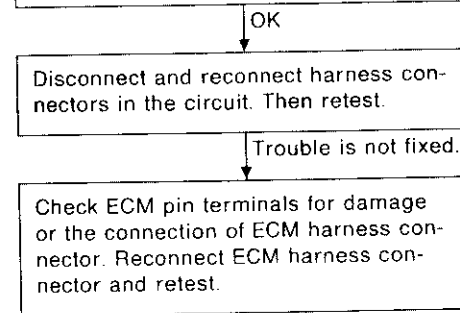 OK
Disconnect and reconnect harness con-
nectors in the circuit. Then retest.
Trouble is not fixed.
Check ECM pin terminals for damage
or the connection of ECM harness con-
nector. Reconnect ECM harness con-
nector and retest.